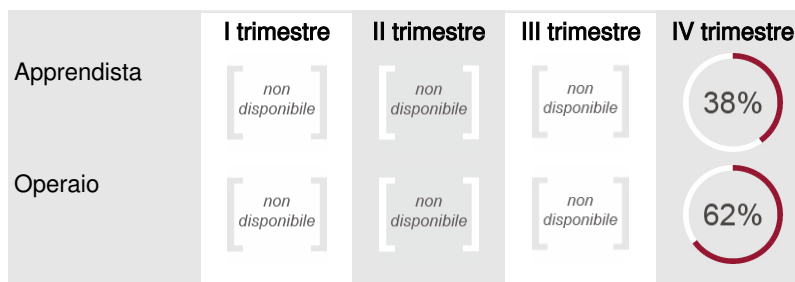 I trimestre II trimestre III trimestre IV trimestre
Apprendista
non non non
disponibile disponibile disponibile
38%
Operaio
non non non
disponibile disponibile disponibile
62%